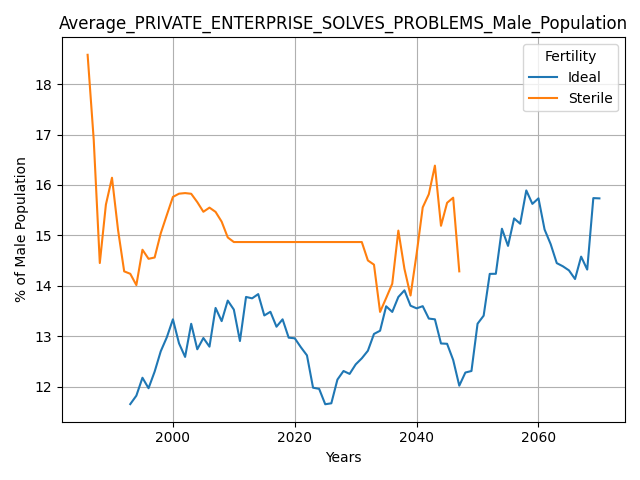 Average_PRIVATE_ENTERPRISE_SOLVES_PROBLEMS_Male_Population
Fertility
Ideal
Sterile
% of Male Population
18
17
16
15
14
13
12
2000
2020
2040
2060
Years